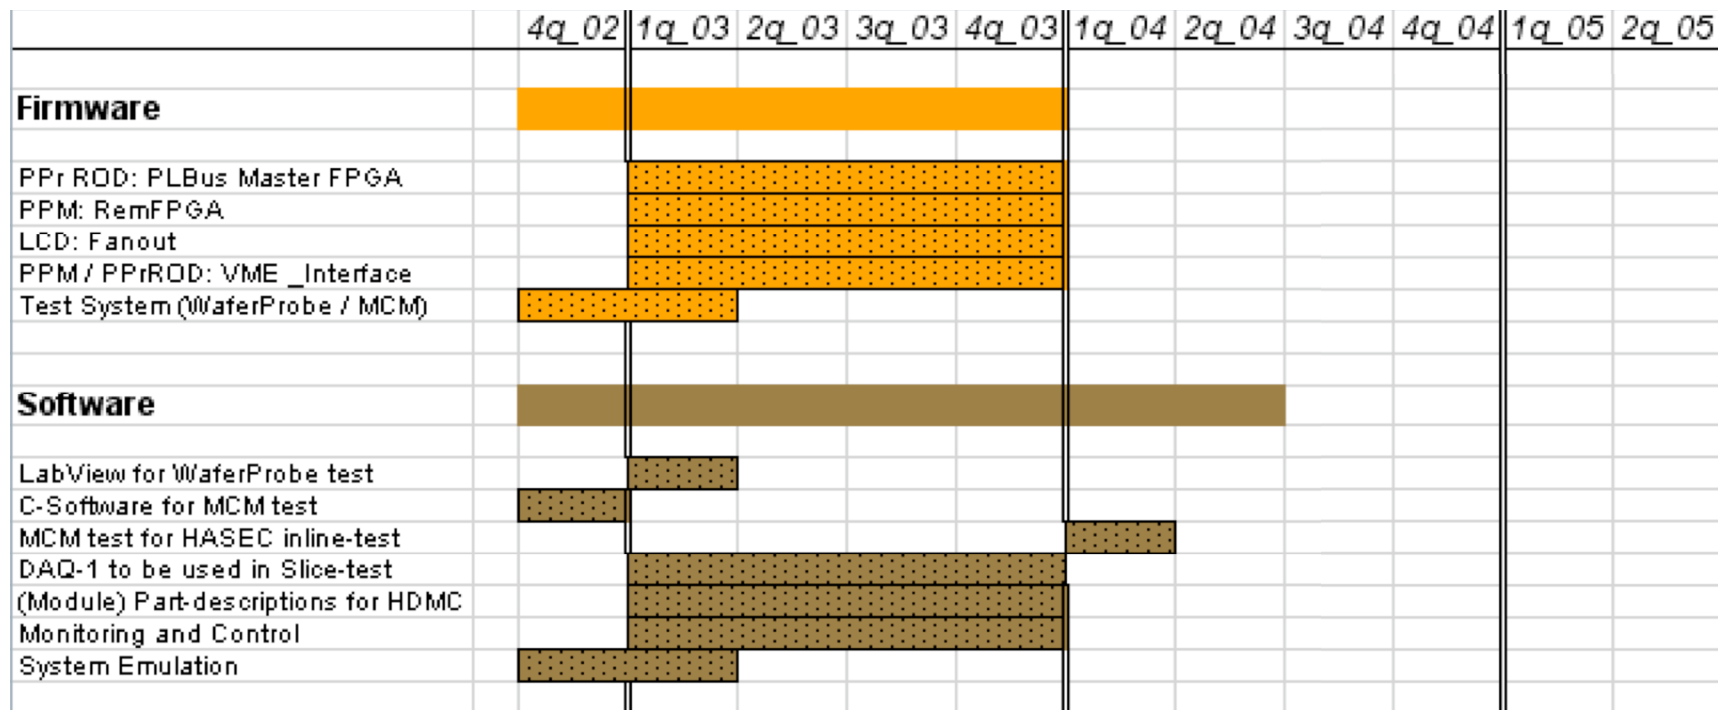 4q_02 1q_03 2q_03 3q_03 4q_03 1q_04 2q_04 3q_04 4q_04 1q_05 2q_05
Firmware
PPr ROD: PLBus Master FPGA
PPM: RemFPGA
LCD: Fanout
PPM / PPrROD: VME _Interface
Test System (WaferProbe / MCM)
Software
LabView for WaferProbe test
C-Software for MCM test
MCM test for HASEC inline-test
DAQ-1 to be used in Slice-test
(Module) Part-descriptions for HDMC
Monitoring and Control
System Emulation